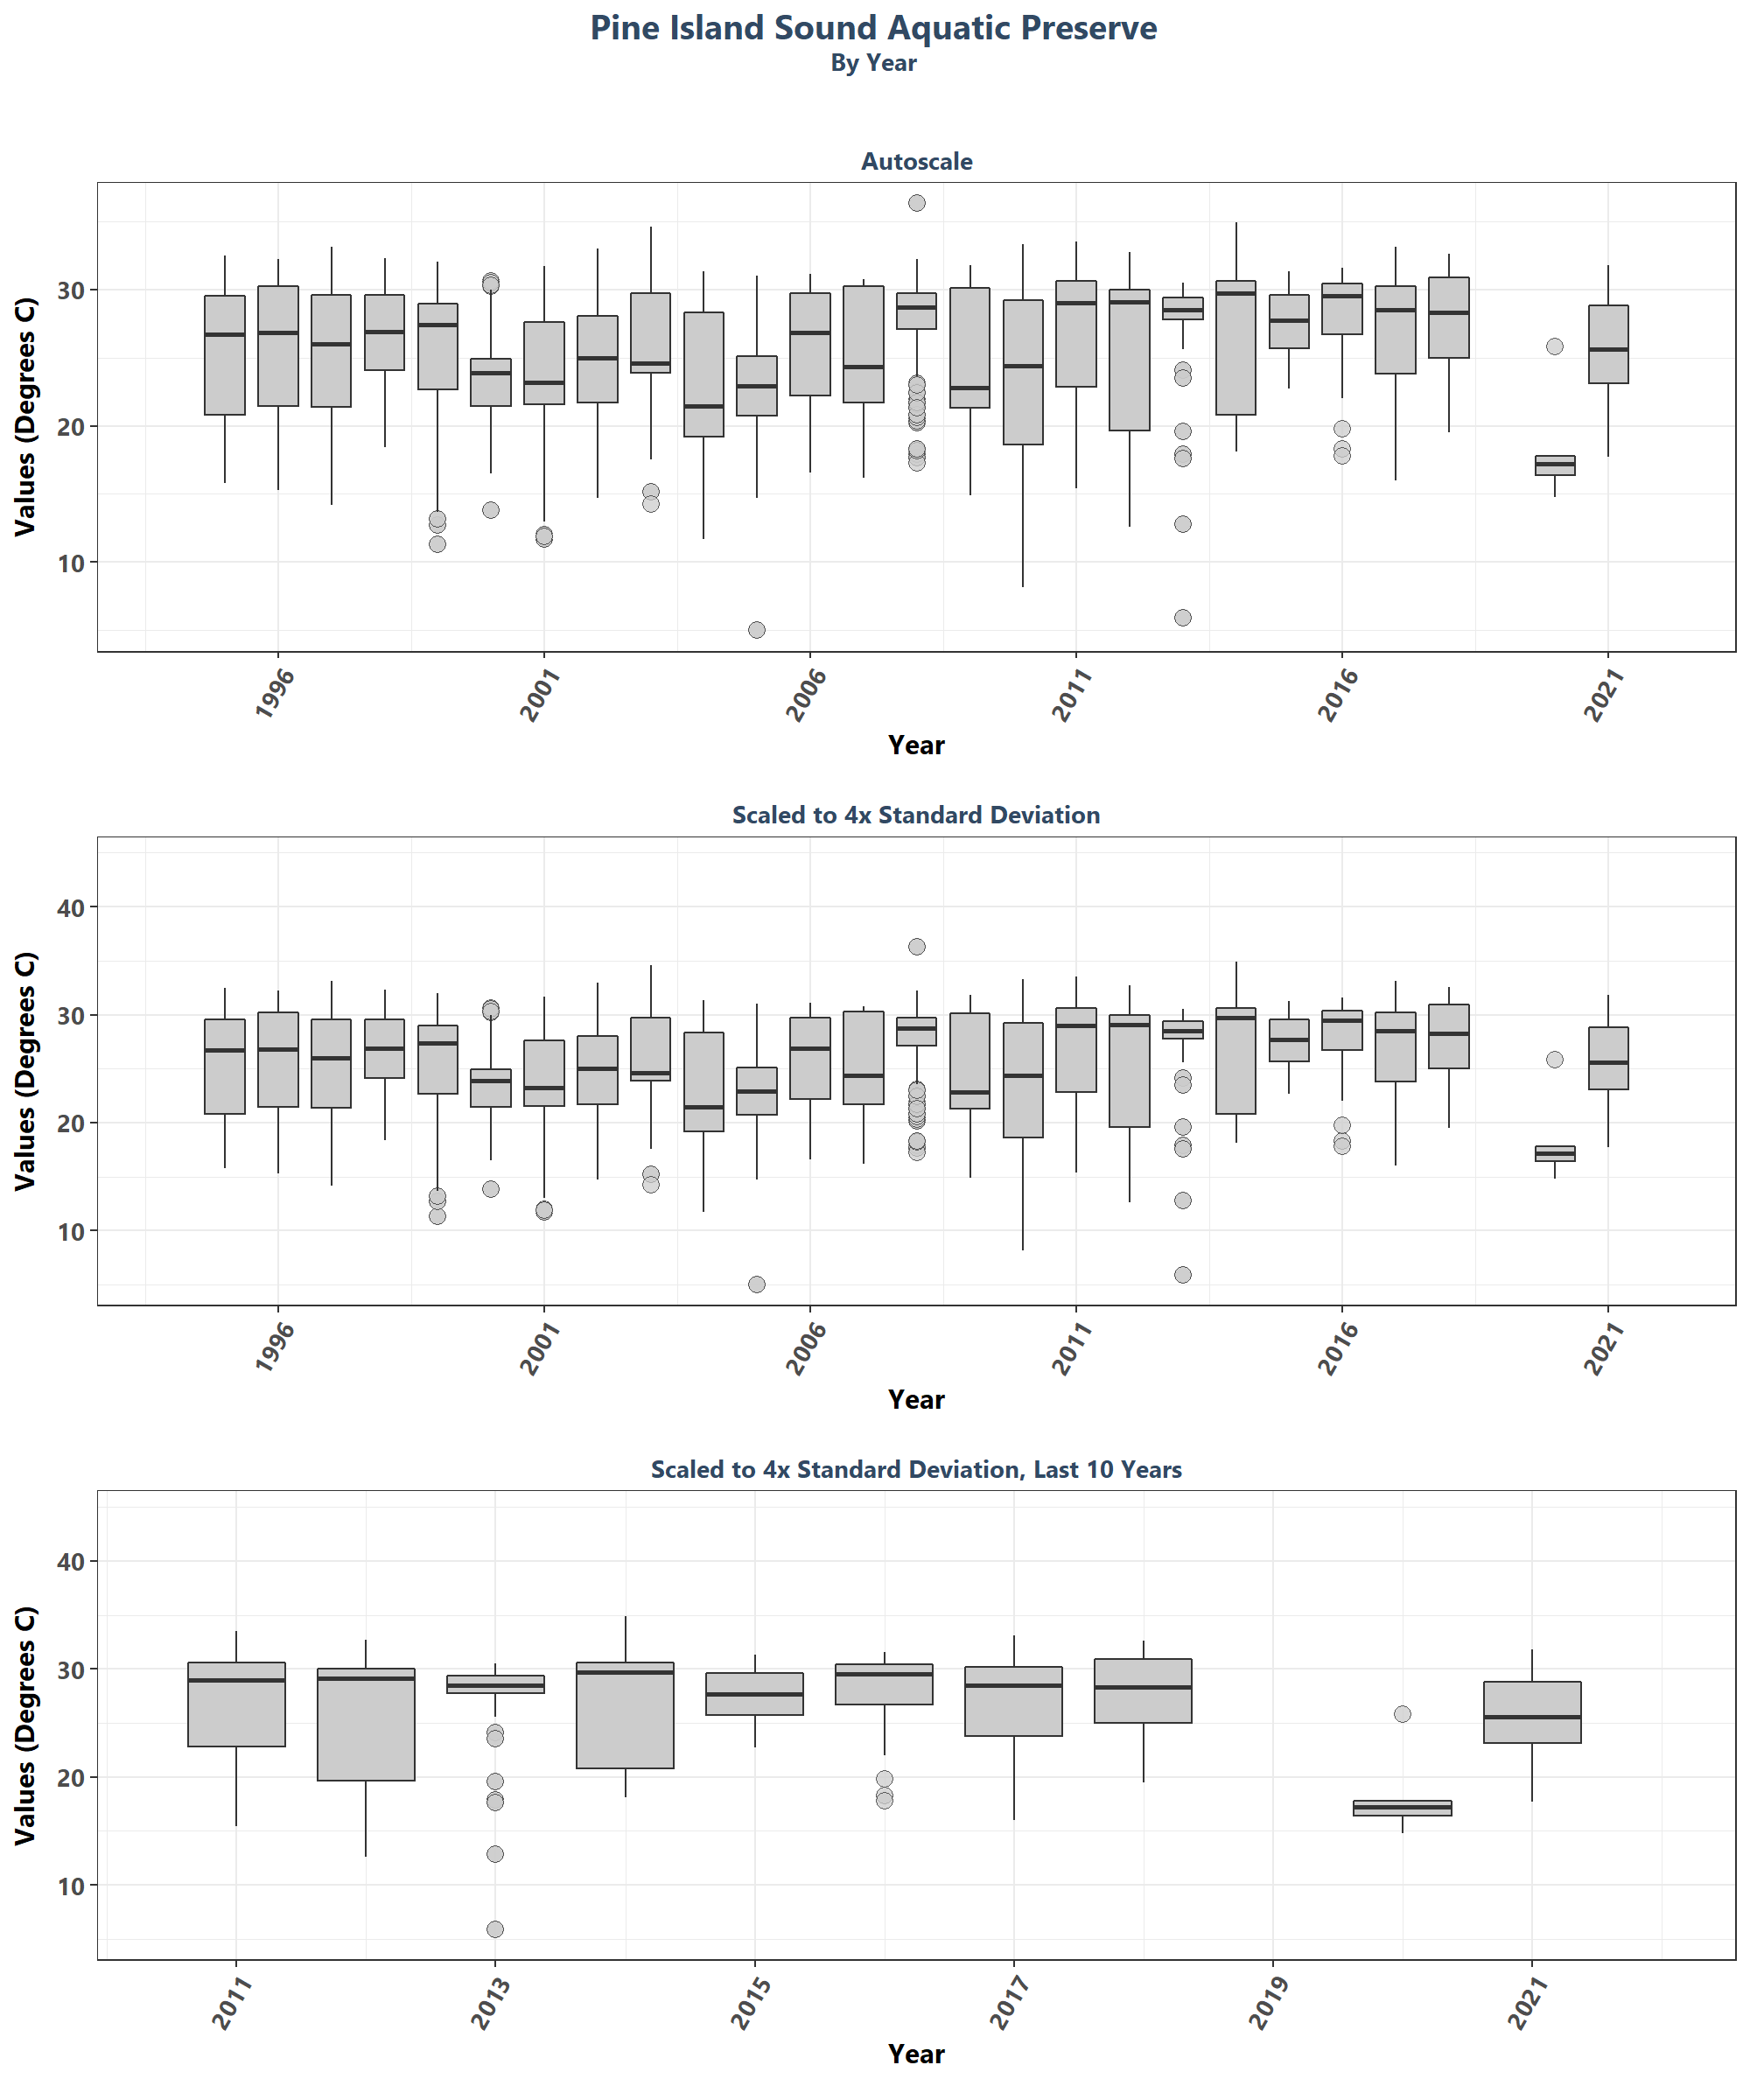 Pine Island Sound Aquatic Preserve
By Year
Autoscale
Values (Degrees C)
30
20
10
1996
2001
2006
2011
2016
2021
Year
Scaled to 4x Standard Deviation
Values (Degrees C)
40
30
20
10
1996
2001
2006
2011
2016
2021
Year
Scaled to 4x Standard Deviation, Last 10 Years
Values (Degrees C)
40
30
20
10
2011
2013
2015
2017
2019
2021
Year